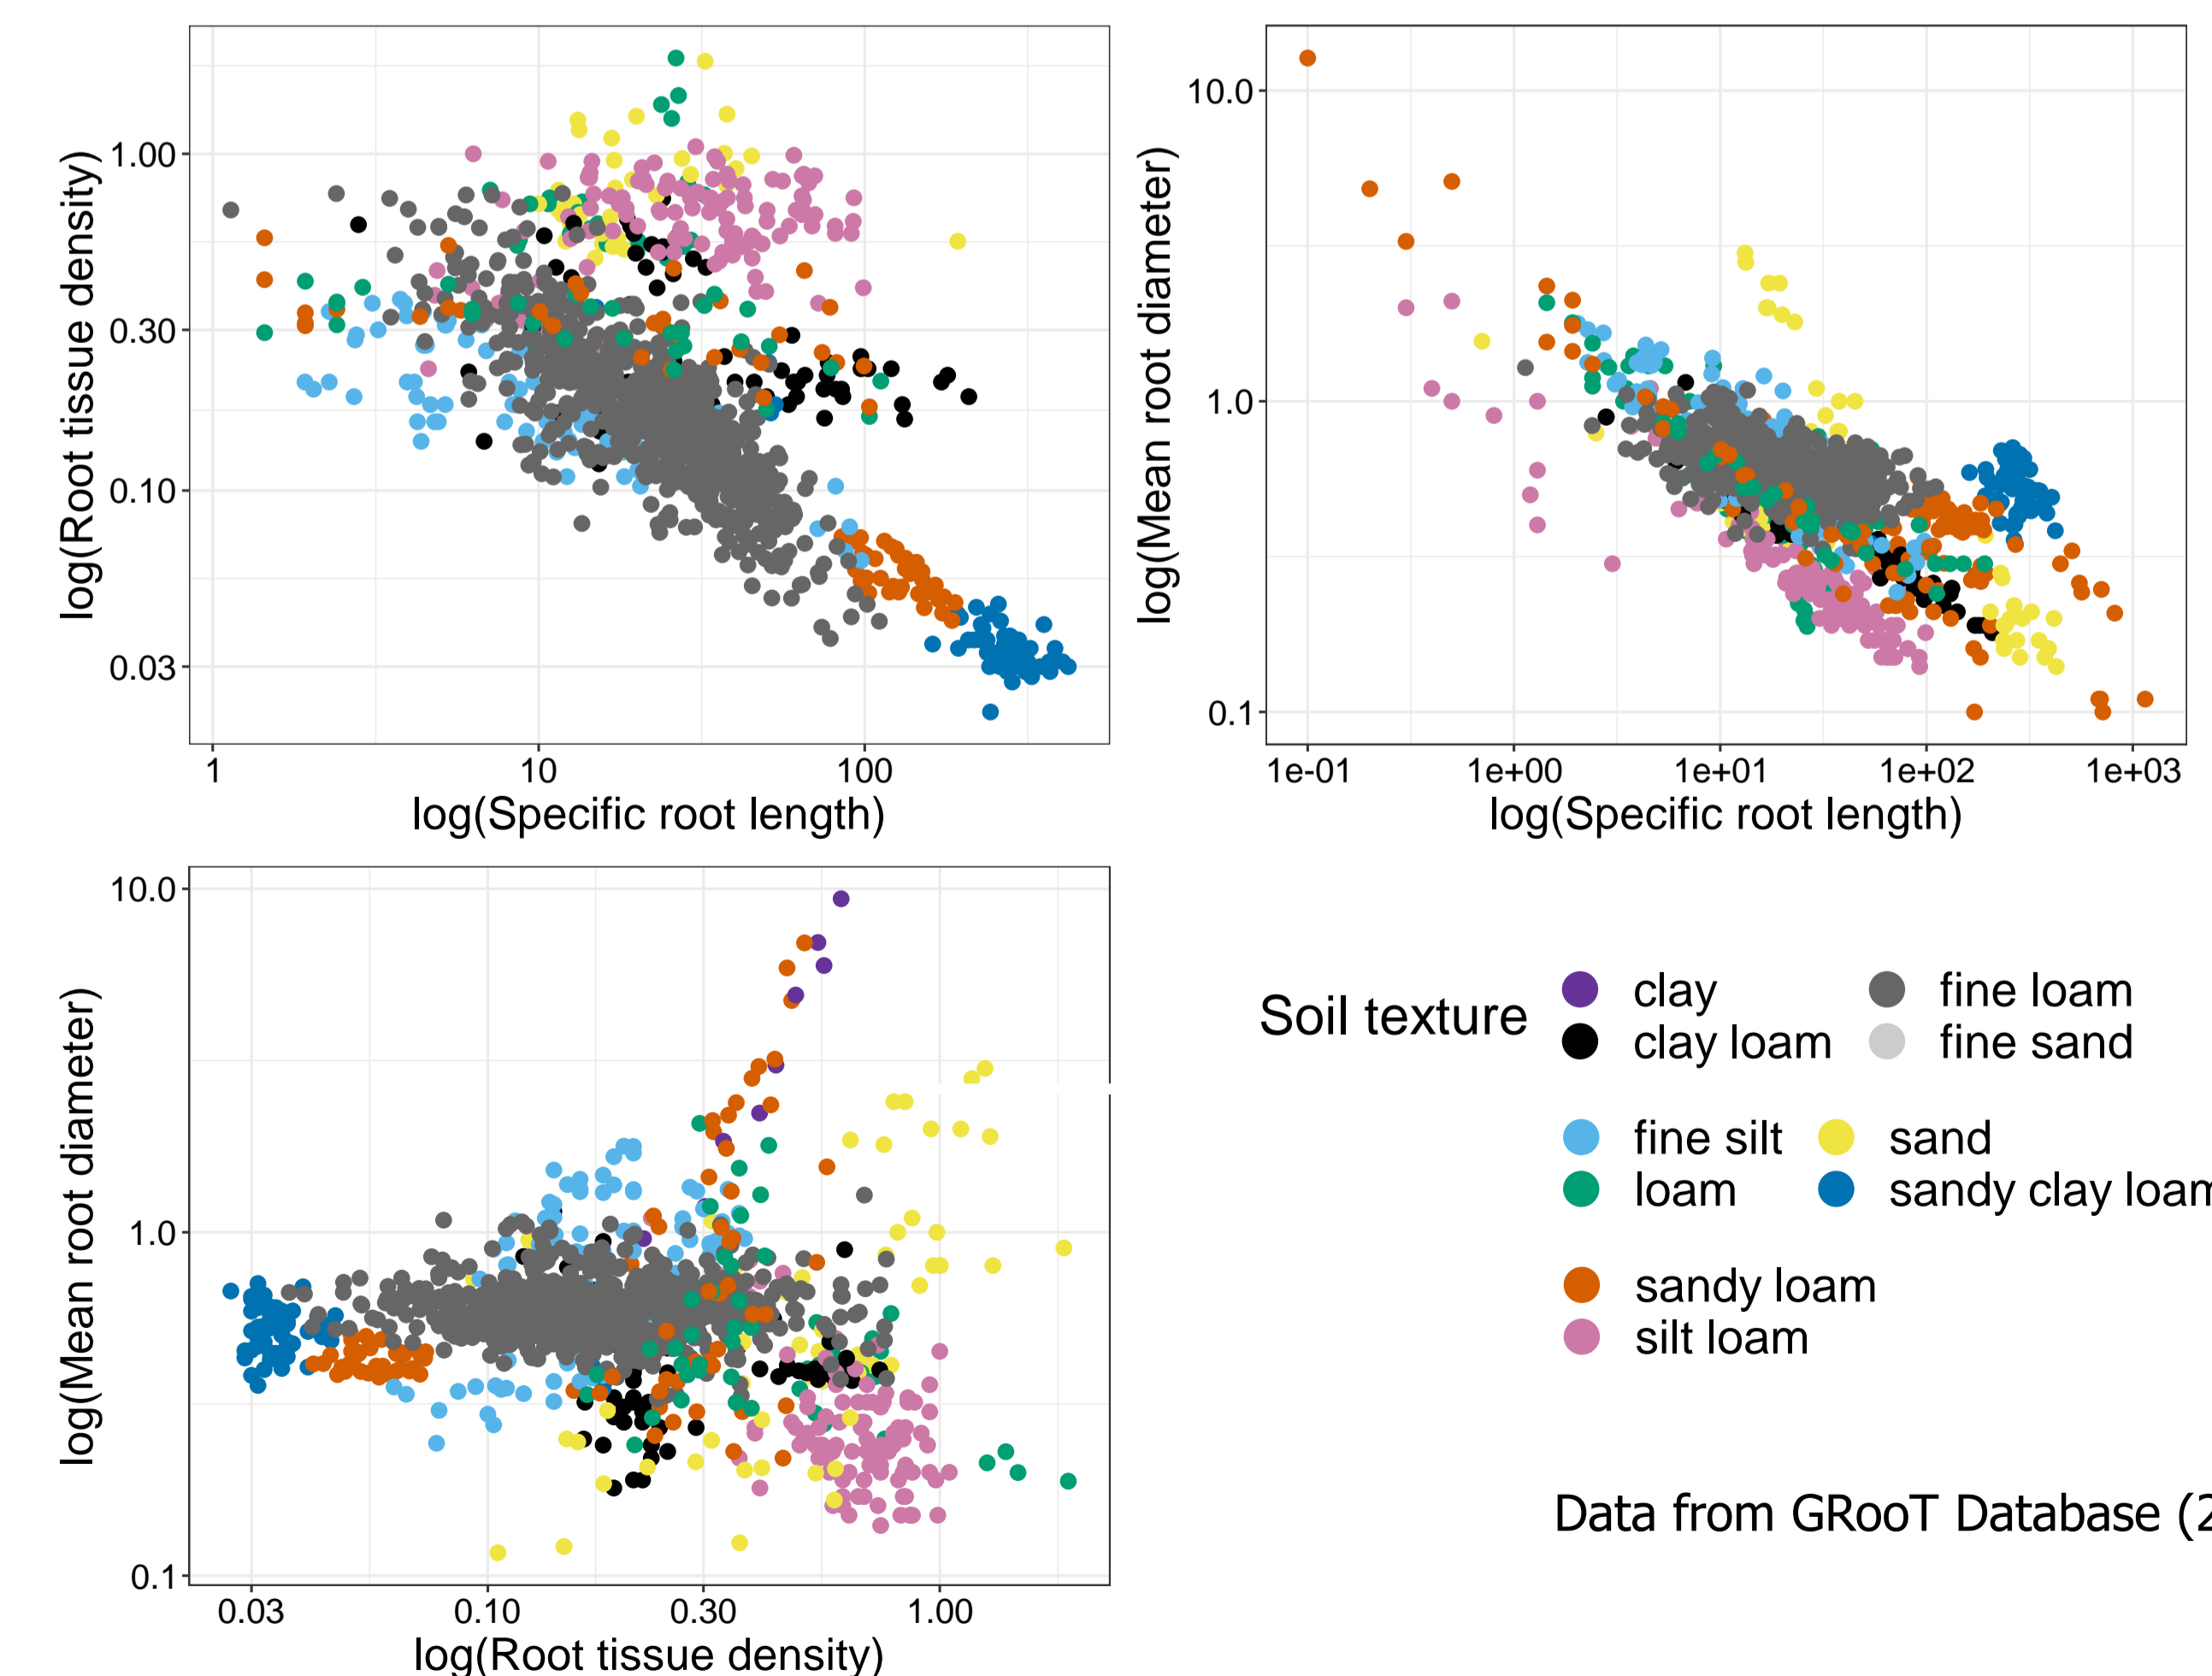 log(Root tissue density)
1.00
0.30
0.10
0.03
1
10
100
log(Specific root length)
log(Mean root diameter)
10.0
1.0
0.1
1e-01
1e+00
1e+01
1e+02
1e+03
log(Specific root length)
log(Mean root diameter)
10.0
1.0
0.1
0.03
0.10
0.30
1.00
log(Root tissue density)
Soil texture
clay
fine loam
clay loam
fine sand
fine silt
sand
loam
sandy clay loam
sandy loam
silt loam
Data from GRooT Database (2